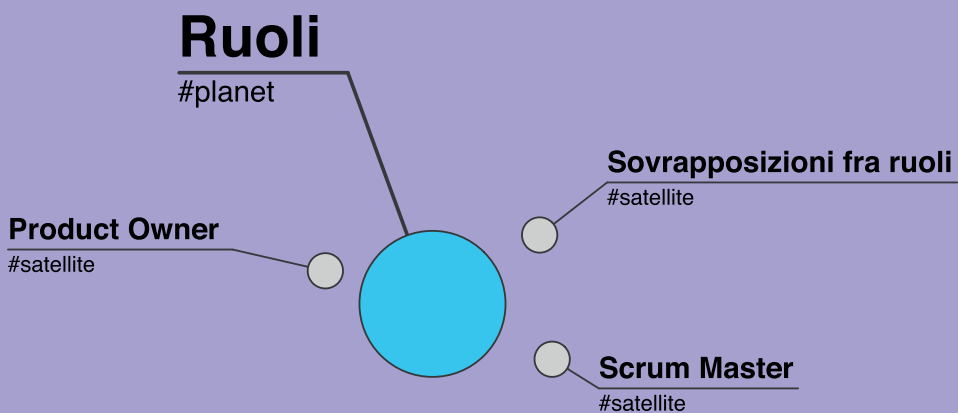 Ruoli
#planet
Sovrapposizioni fra ruoli
#satellite
Product Owner
#satellite
Scrum Master
#satellite